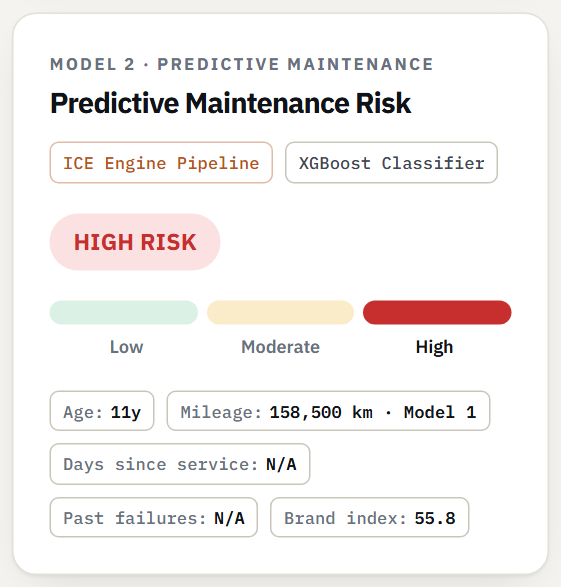 MODEL 2 · PREDICTIVE MAINTENANCE
Predictive Maintenance Risk
ICE Engine Pipeline XGBoost Classifier
HIGH RISK
Low Moderate High
Age: 11y Mileage: 158,500 km · Model 1
Days since service: N/A
Past failures: N/A Brand index: 55.8